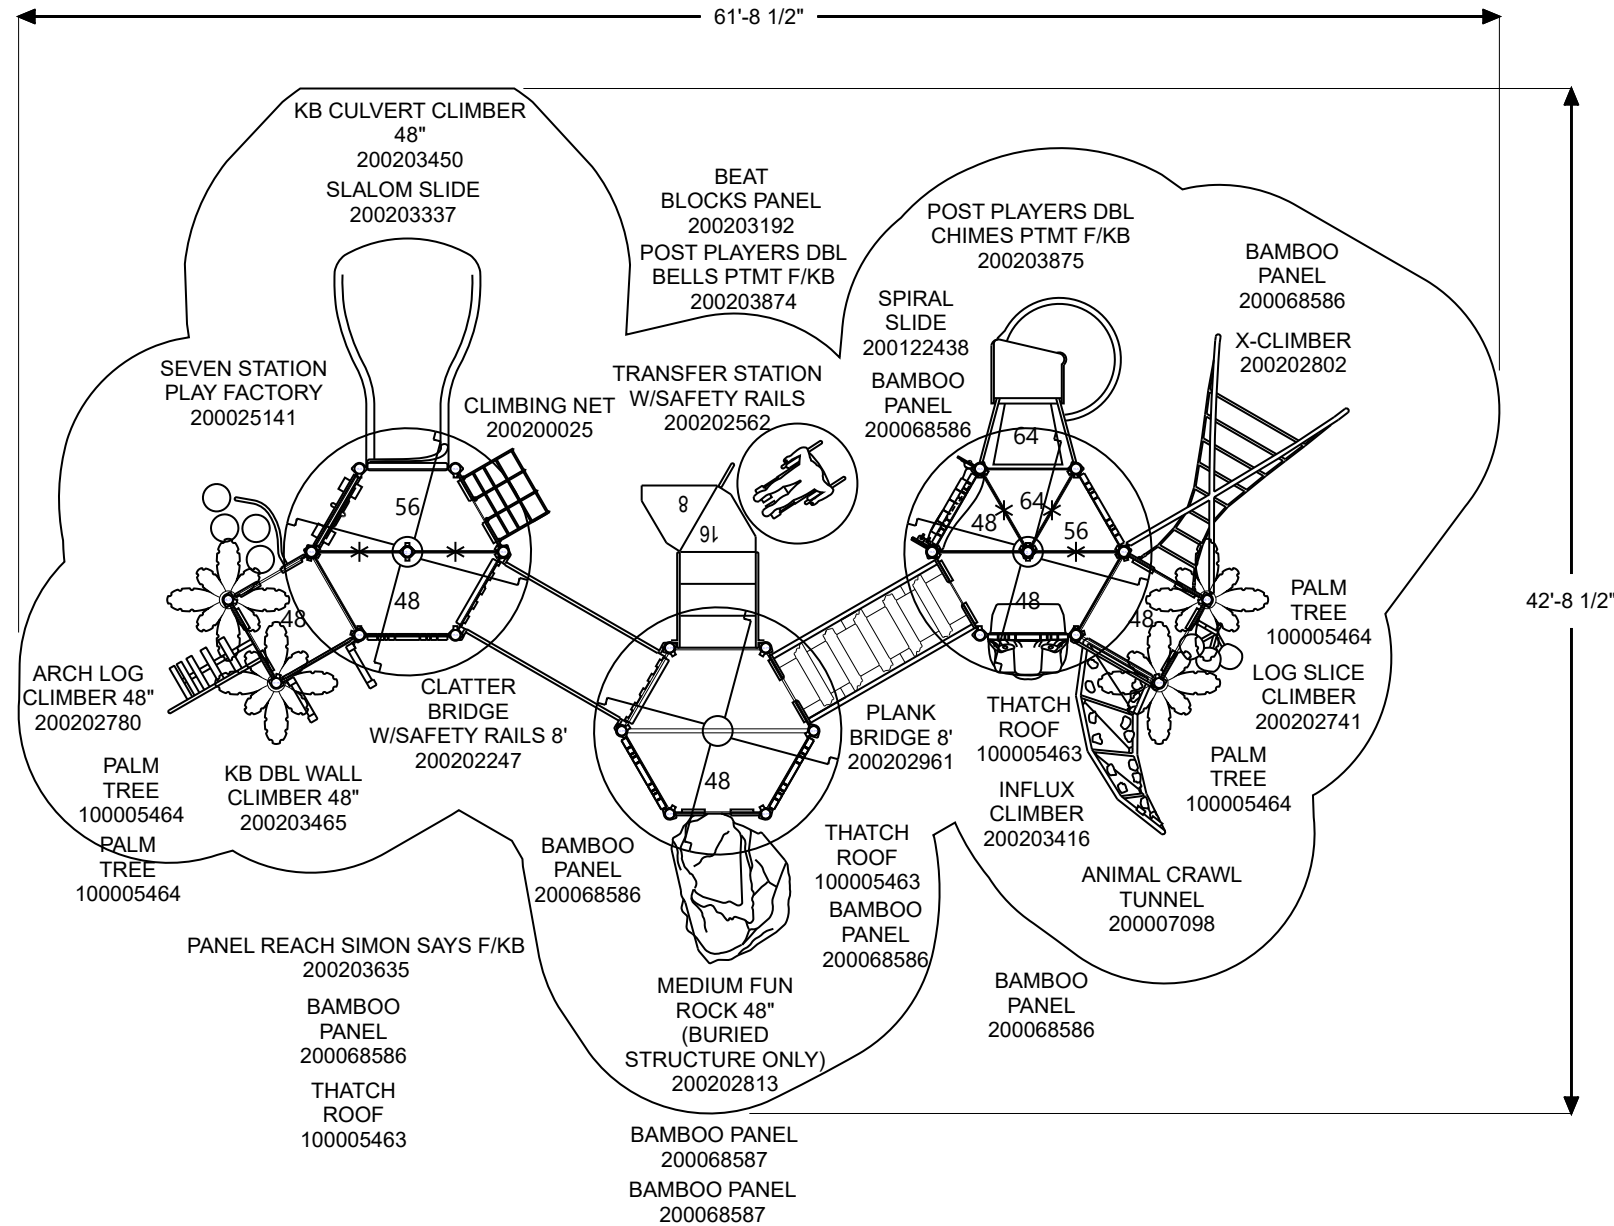 61'-8 1/2"
KB CULVERT CLIMBER
48"
200203450
SLALOM SLIDE
200203337
BEAT
BLOCKS PANEL
200203192
POST PLAYERS DBL
BELLS PTMT F/KB
200203874
POST PLAYERS DBL
CHIMES PTMT F/KB
200203875
BAMBOO
PANEL
200068586
SPIRAL
SLIDE
200122438
X-CLIMBER
200202802
SEVEN STATION
PLAY FACTORY
200025141
CLIMBING NET
200200025
TRANSFER STATION
W/SAFETY RAILS
200202562
BAMBOO
PANEL
200068586
64
56
8
16
64
48
56
48
48
48
48
42'-8 1/2"
PALM
TREE
100005464
ARCH LOG
CLIMBER 48"
200202780
CLATTER
BRIDGE
W/SAFETY RAILS 8'
200202247
48
PLANK
BRIDGE 8'
200202961
THATCH
ROOF
100005463
LOG SLICE
CLIMBER
200202741
PALM
TREE
100005464
PALM
TREE
100005464
KB DBL WALL
CLIMBER 48"
200203465
INFLUX
CLIMBER
200203416
PALM
TREE
100005464
BAMBOO
PANEL
200068586
THATCH
ROOF
100005463
ANIMAL CRAWL
TUNNEL
200007098
BAMBOO
PANEL
200068586
PANEL REACH SIMON SAYS F/KB
200203635
BAMBOO
PANEL
200068586
MEDIUM FUN
ROCK 48"
(BURIED
STRUCTURE ONLY)
200202813
BAMBOO
PANEL
200068586
THATCH
ROOF
100005463
BAMBOO PANEL
200068587
BAMBOO PANEL
200068587